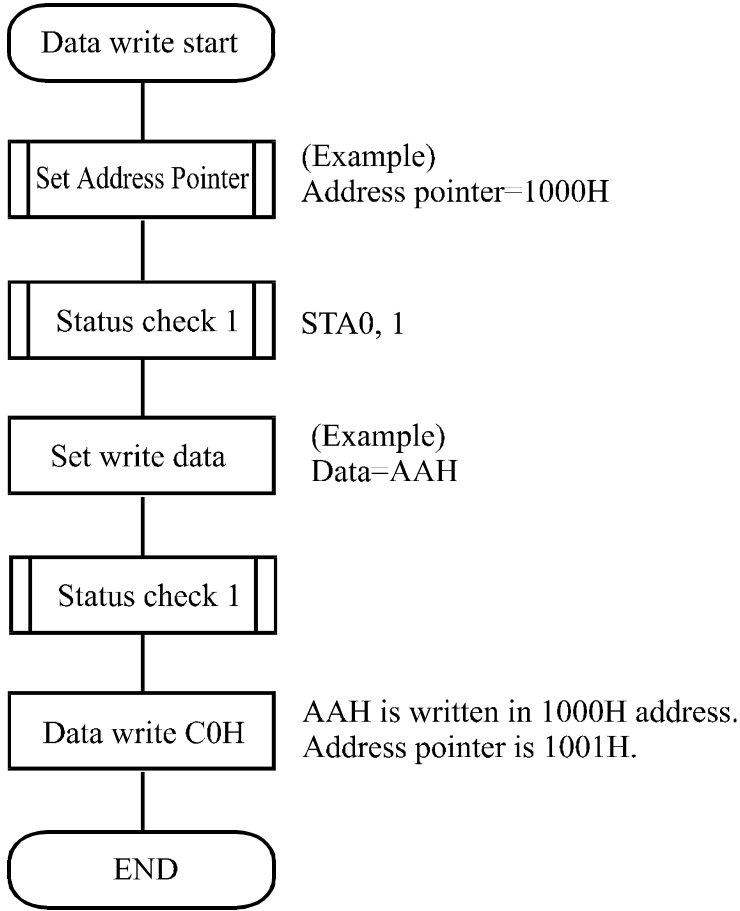 Data write start
Set Address Pointer
(Example)
Address pointer=1000H
Status check 1
STA0, 1
Set write data
(Example)
Data=AAH
Status check 1
Data write C0H
AAH is written in 1000H address.
Address pointer is 1001H.
END